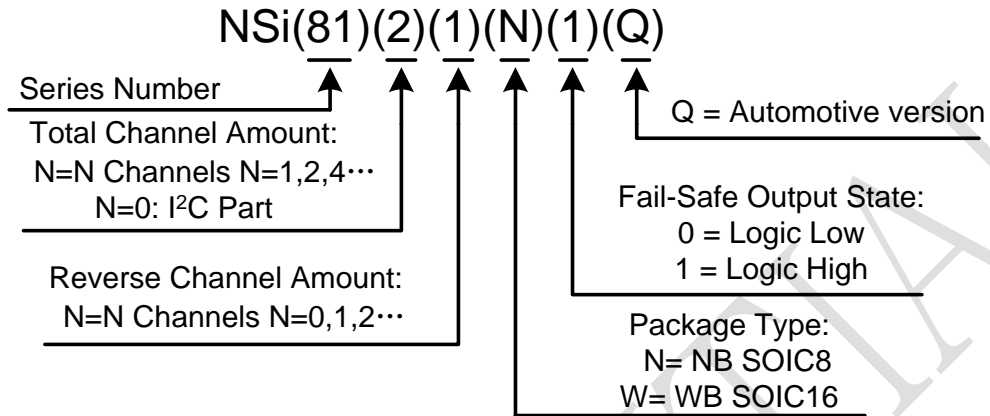 NSi(81)(2)(1)(N)(1)(Q)
Series Number
Total Channel Amount:
N=N Channels N=1,2,4⋯
N=0: I²C Part
Reverse Channel Amount:
N=N Channels N=0,1,2⋯
Q = Automotive version
Fail-Safe Output State:
0 = Logic Low
1 = Logic High
Package Type:
N= NB SOIC8
W= WB SOIC16